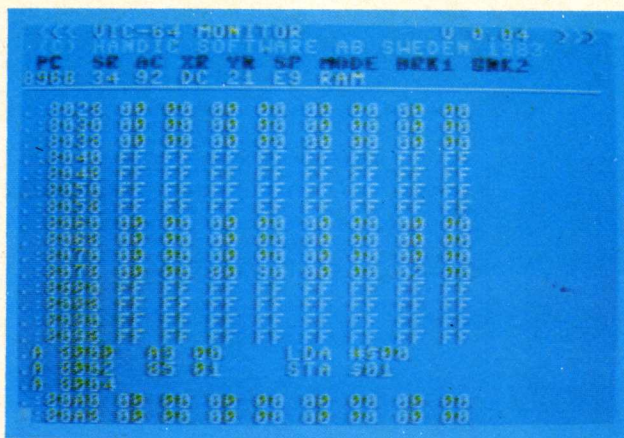 <<< VIC-64 MONITOR V 0.04 >>>
(C) HANDIC SOFTWARE AB SWEDEN 1983
PC SR AC XR YR SP MODE BRK1 BRK2
34 92 DC 21 E9 RAM
:8028 00 00 00 00 00 00 00 00
:8030 00 00 00 00 00 00 00 00
:8038 00 00 00 00 00 00 00 00
:8040 FF FF FF FF FF FF FF FF
:8048 FF FF FF FF FF FF FF FF
:8050 FF FF FF FF FF FF FF FF
:8058 FF FF FF EF FF FF FF
:8060 00 00 00 00 00 00 00 00
:8068 00 00 00 00 00 00 00 00
:8070 00 00 00 00 00 00 00 00
:8078 00 00 00 00 02 00
:8080 FF FF FF FF FF FF FF FF
:8088 FF FF FF FF FF FF FF FF
:8090 FF FF FF FF FF FF FF FF
:8098 FF FF FF FF FF FF FF FF
A A9 00 LDA #$00
A 85 01 STA $01
A
:80A0 00 00 00 00 00 00 00 00
:80A8 00 00 00 00 00 00 00 00